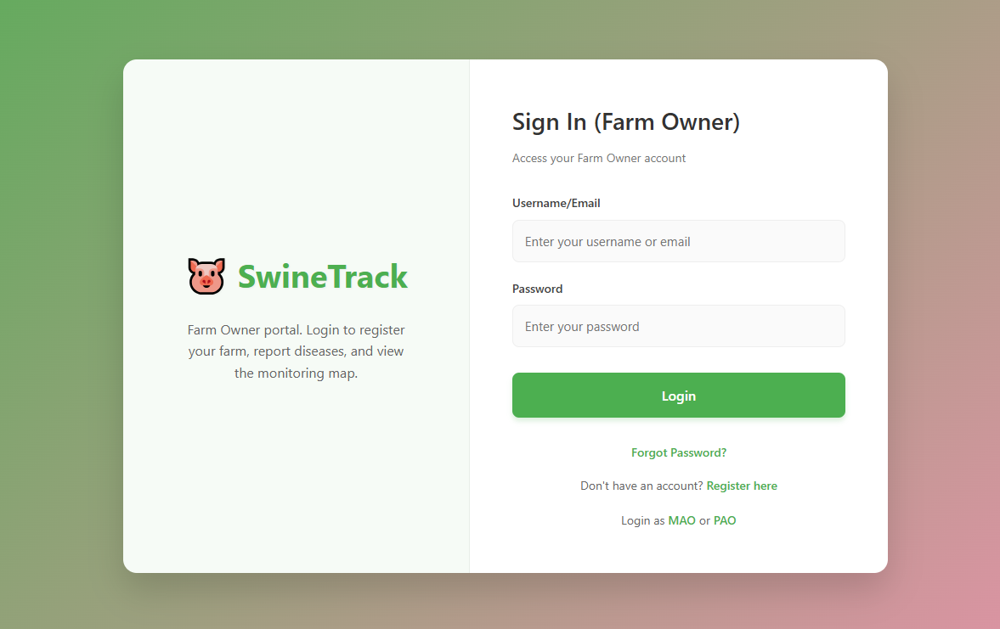 SwineTrack
Farm Owner portal. Login to register
your farm, report diseases, and view
the monitoring map.
Sign In (Farm Owner)
Access your Farm Owner account
Username/Email
Enter your username or email
Password
Enter your password
Login
Forgot Password?
Don't have an account? Register here
Login as MAO or PAO